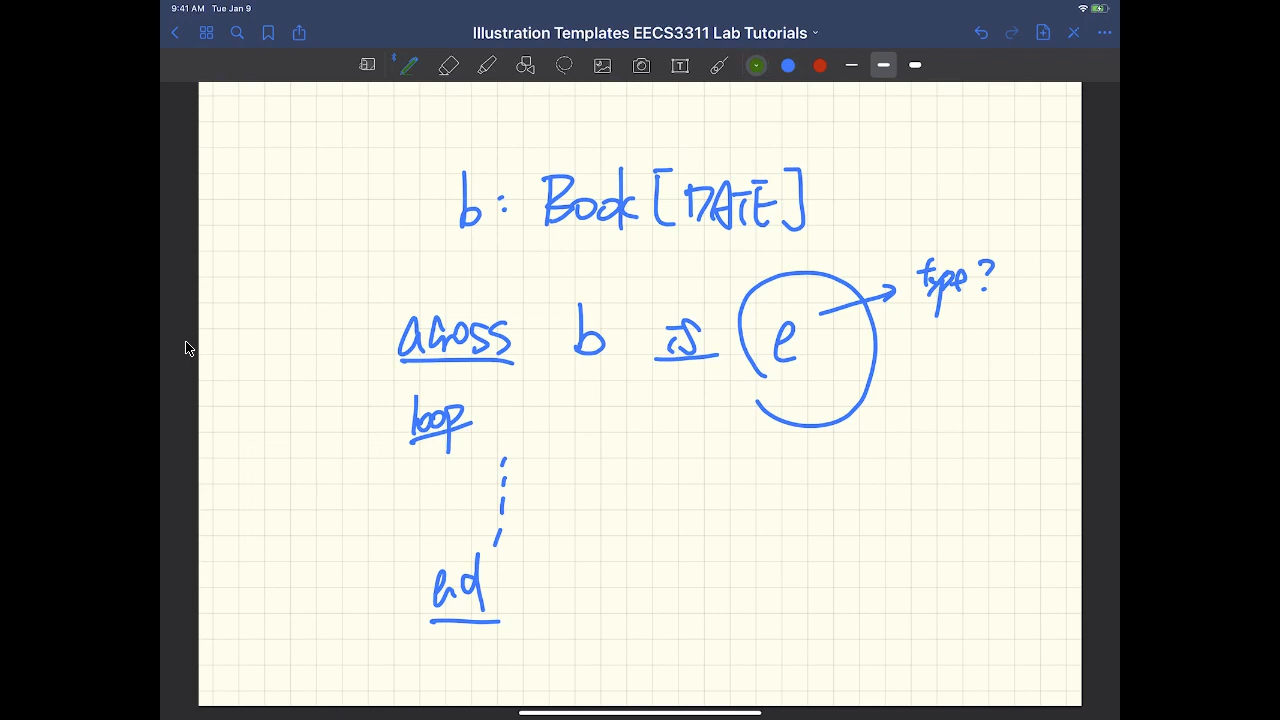 9:41 AM Tue Jan 9
Illustration Templates EECS3311 Lab Tutorials
b: Book [DATE]
type?
across b is e
loop
end